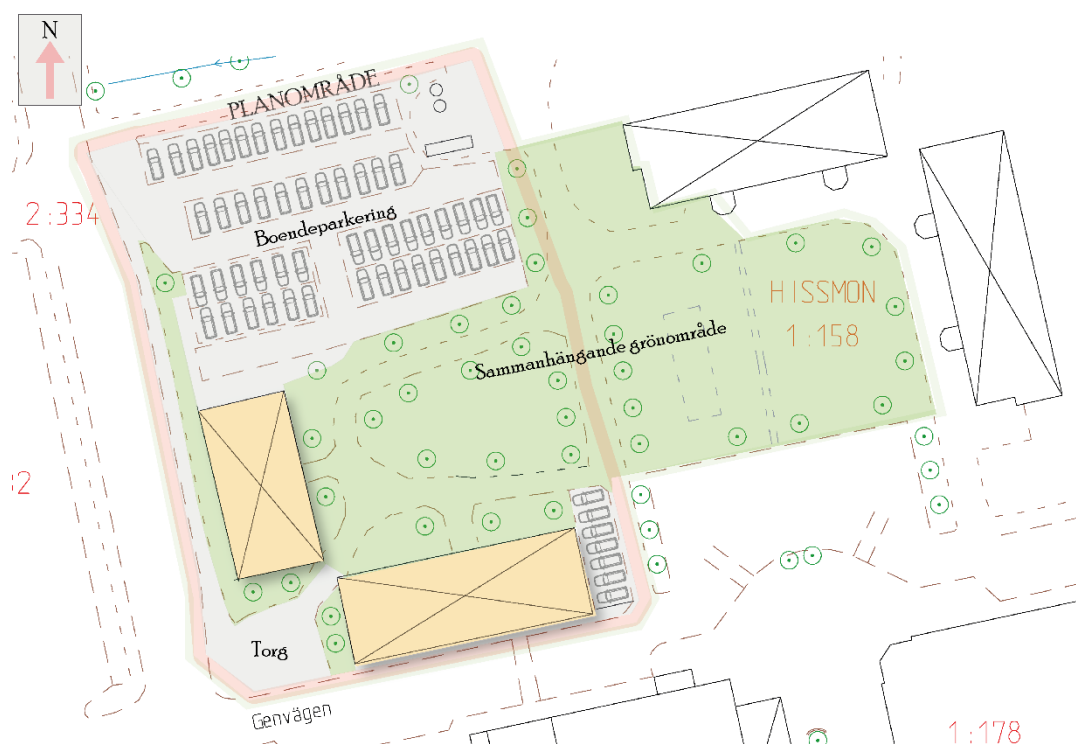 N
PLANOMRÅDE
2:334
Boendeparkering
HISSMON
1:158
Sammanhängande grönområde
Torg
Genvägen
1:178